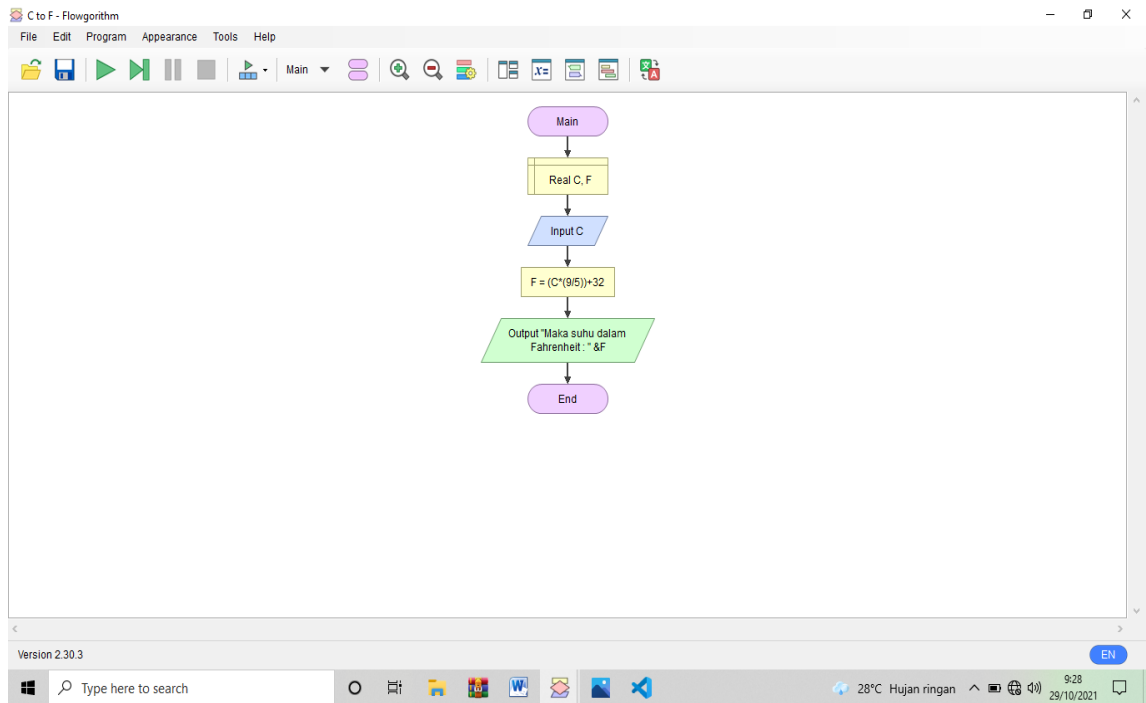 C to F - Flowgorithm
File Edit Program Appearance Tools Help
Main
Main
Real C, F
Input C
F = (C*(9/5))+32
Output "Maka suhu dalam
Fahrenheit : " &F
End
Version 2.30.3
EN
Type here to search
28°C Hujan ringan
9:28
29/10/2021